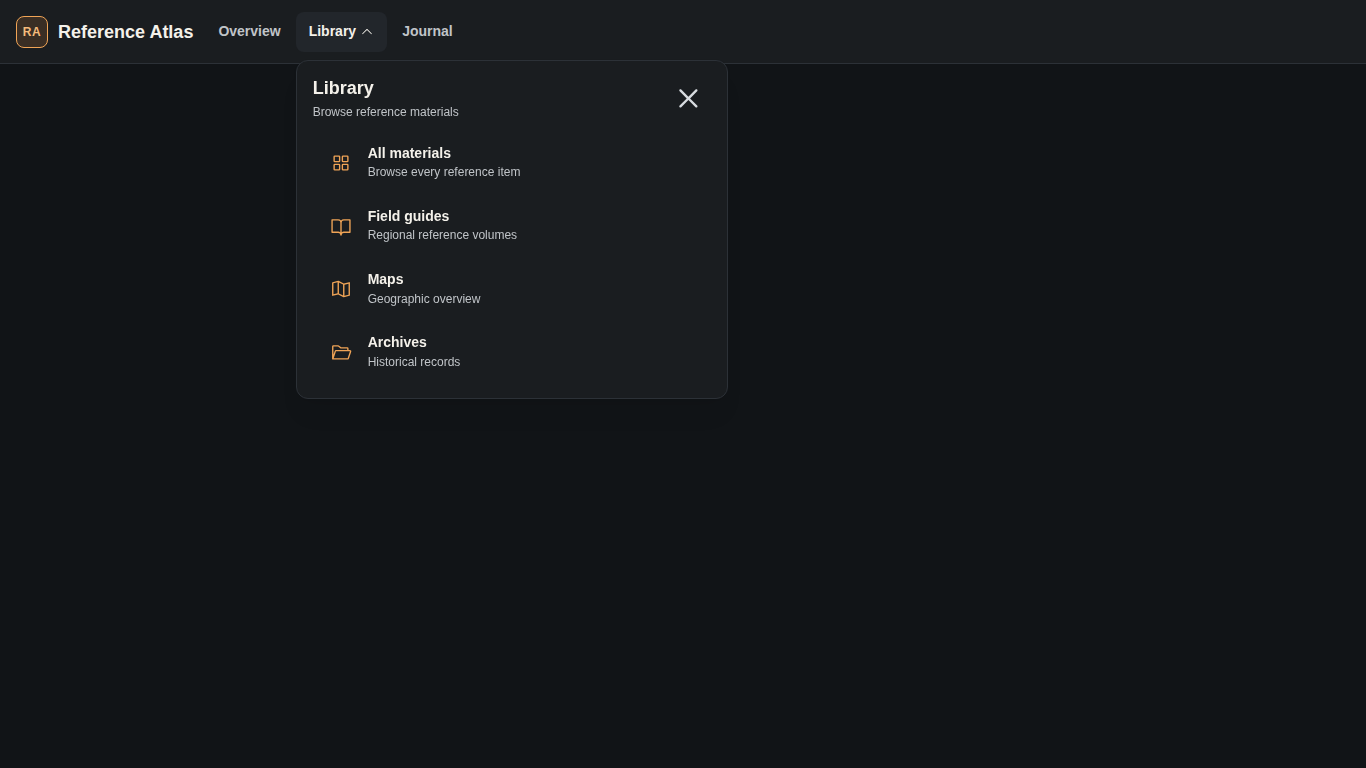 RA
Reference Atlas
Overview
Library
Journal
Library
Browse reference materials
All materials
Browse every reference item
Field guides
Regional reference volumes
Maps
Geographic overview
Archives
Historical records